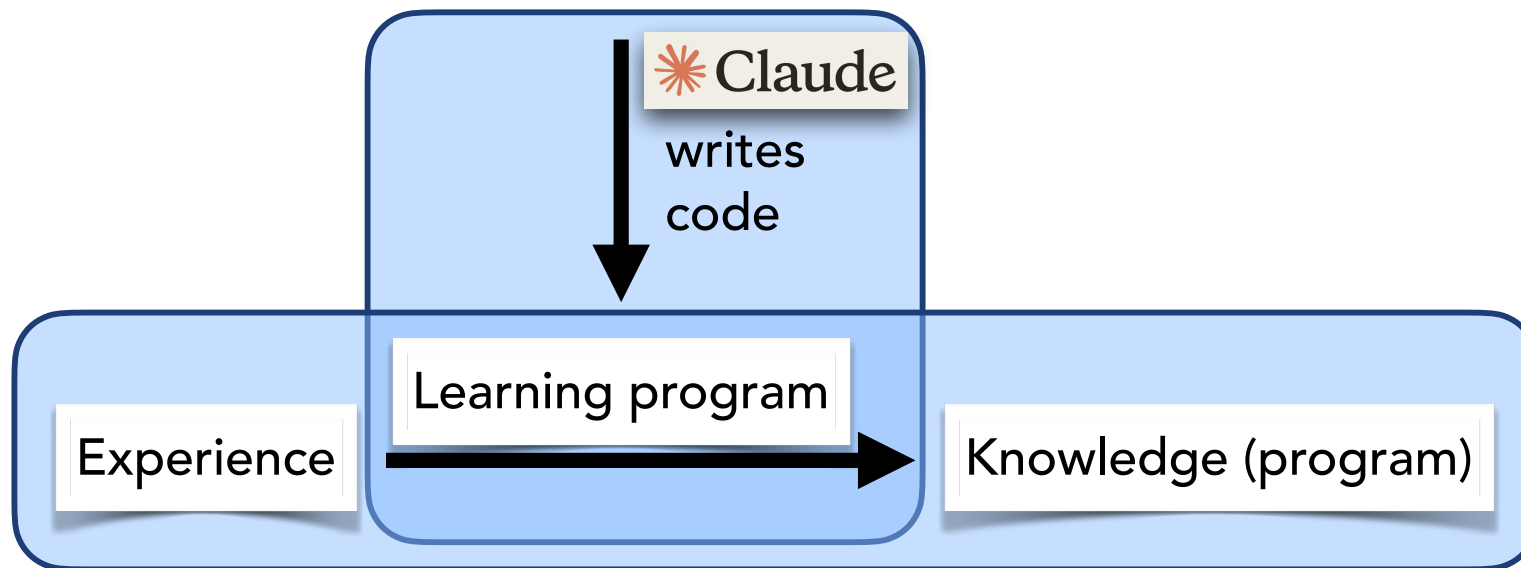 Claude
writes
code
Learning program
Experience
Knowledge (program)